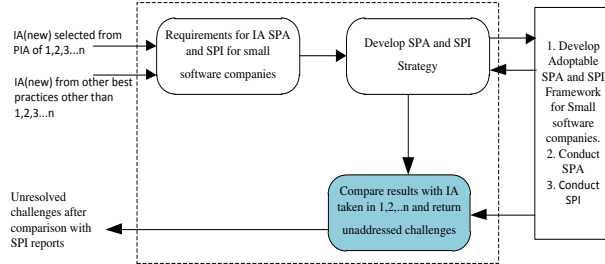 IA(new) selected from
PIA of 1,2,3...n
IA(new) from other best
practices other than
1,2,3...n
Requirements for IA SPA
and SPI for small
software companies
Develop SPA and SPI
Strategy
1. Develop
Adoptable
SPA and SPI
Framework
for Small
software
companies.
2. Conduct
SPA
3. Conduct
SPI
Compare results with IA
taken in 1,2,..n and return
unaddressed challenges
Unresolved
challenges after
comparison with
SPI reports